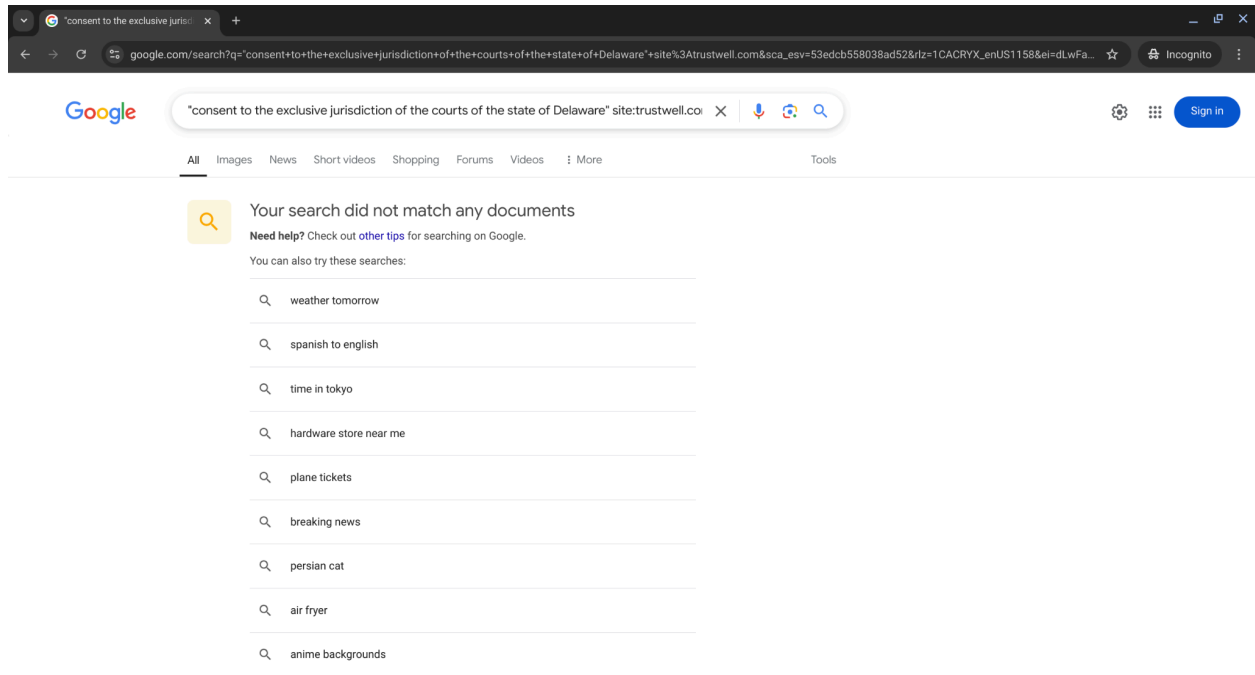 "consent to the exclusive jurisd
google.com/search?q="consent+to+the+exclusive+jurisdiction+of+the+courts+of+the+state+of+Delaware"+site%3Atrustwell.com&sca_esv=53edcb558038ad52&rlz=1CACRYX_enUS1158&ei=dLwFa...
Incognito
Google
"consent to the exclusive jurisdiction of the courts of the state of Delaware" site:trustwell.co
Sign in
All Images News Short videos Shopping Forums Videos More Tools
Your search did not match any documents
Need help? Check out other tips for searching on Google.
You can also try these searches:
weather tomorrow
spanish to english
time in tokyo
hardware store near me
plane tickets
breaking news
persian cat
air fryer
anime backgrounds